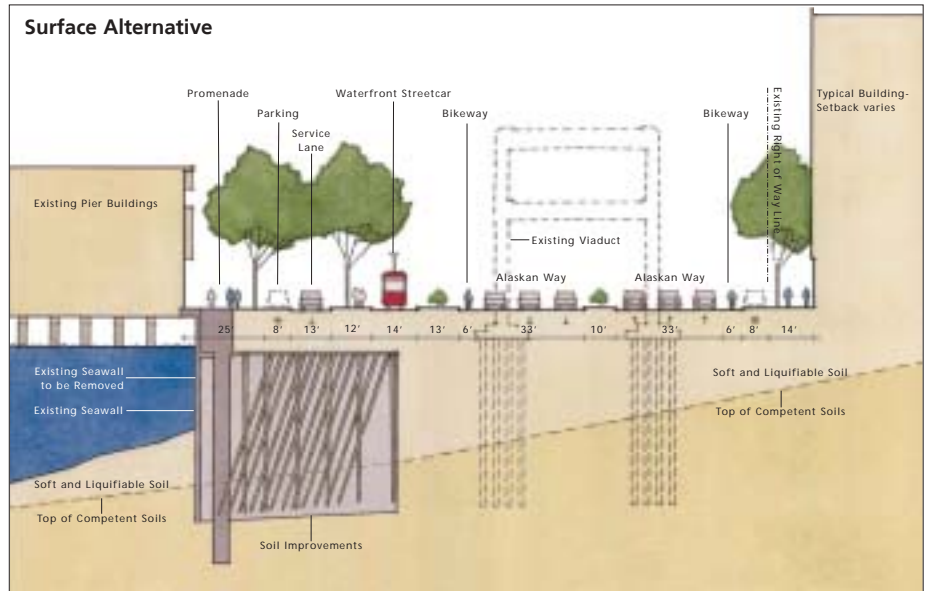 Surface Alternative
Promenade
Parking
Service
Lane
Waterfront Streetcar
Bikeway
Bikeway
Existing Right of Way Line
Typical Building-
Setback varies
Existing Pier Buildings
Existing Viaduct
Alaskan Way
Alaskan Way
25'
8'
13'
12'
14'
13'
6'
33'
10'
33'
6'
8'
14'
Existing Seawall
to be Removed
Existing Seawall
Soft and Liquifiable Soil
Top of Competent Soils
Soft and Liquifiable Soil
Top of Competent Soils
Soil Improvements